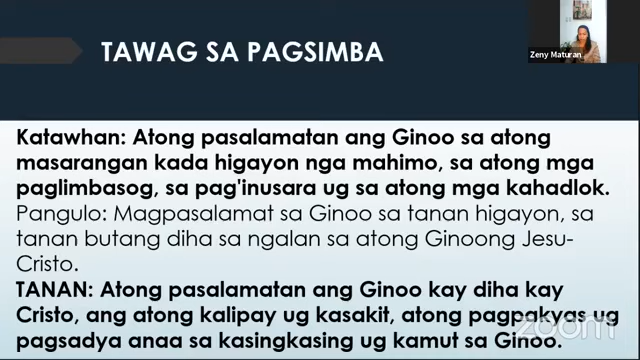 TAWAG SA PAGSIMBA
Zeny Maturan
Katawhan: Atong pasalamatan ang Ginoo sa atong
masarangan kada higayon nga mahimo, sa atong mga
paglimbasog, sa pag'inusara ug sa atong mga kahadlok.
Pangulo: Magpasalamat sa Ginoo sa tanan higayon, sa
tanan butang diha sa ngalan sa atong Ginoong Jesu-
Cristo.
TANAN: Atong pasalamatan ang Ginoo kay diha kay
Cristo, ang atong kalipay ug kasakit, atong pagpakyas ug
pagsadya anaa sa kasingkasing ug kamut sa Ginoo.
zoom